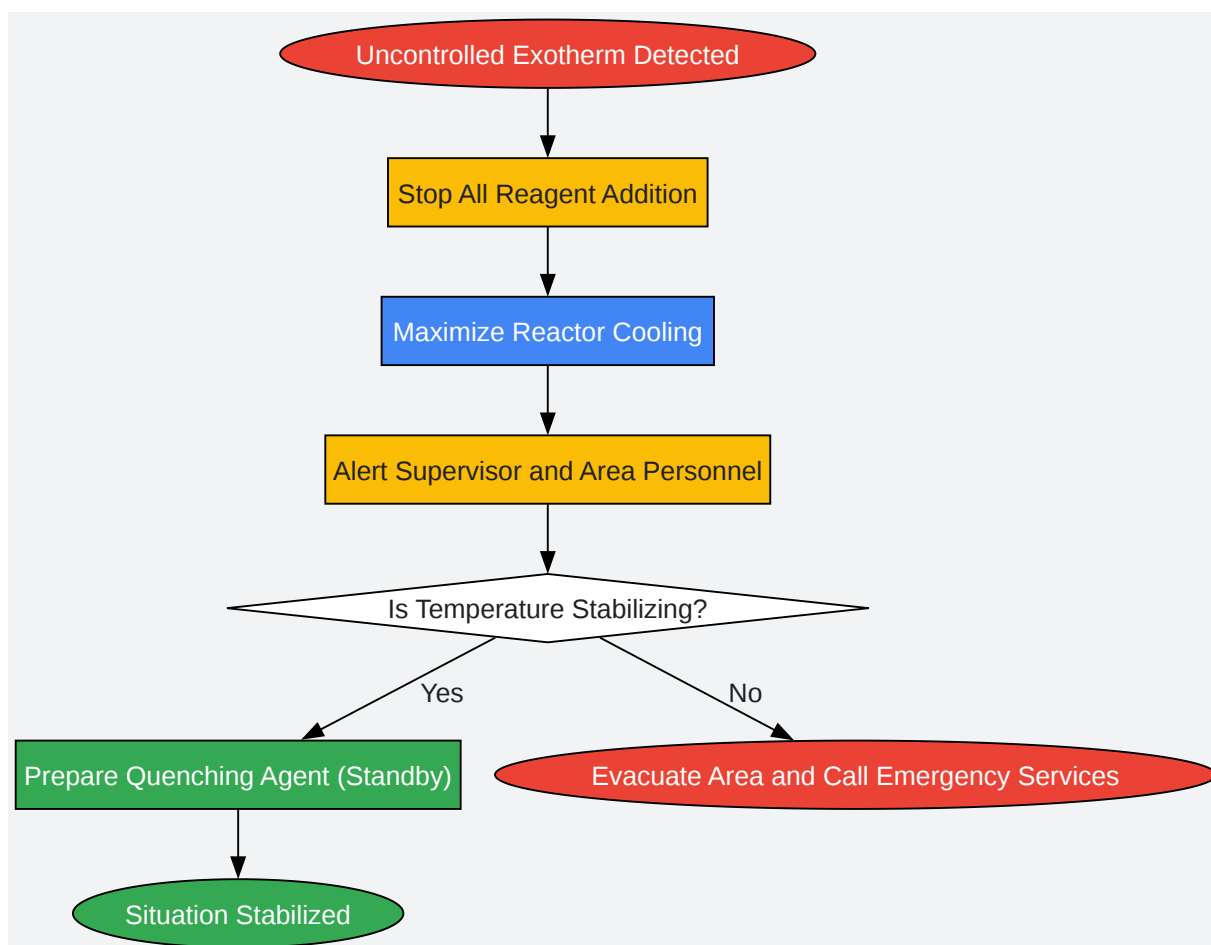 Uncontrolled Exotherm Detected
Stop All Reagent Addition
Maximize Reactor Cooling
Alert Supervisor and Area Personnel
Is Temperature Stabilizing?
Yes
No
Prepare Quenching Agent (Standby)
Evacuate Area and Call Emergency Services
Situation Stabilized